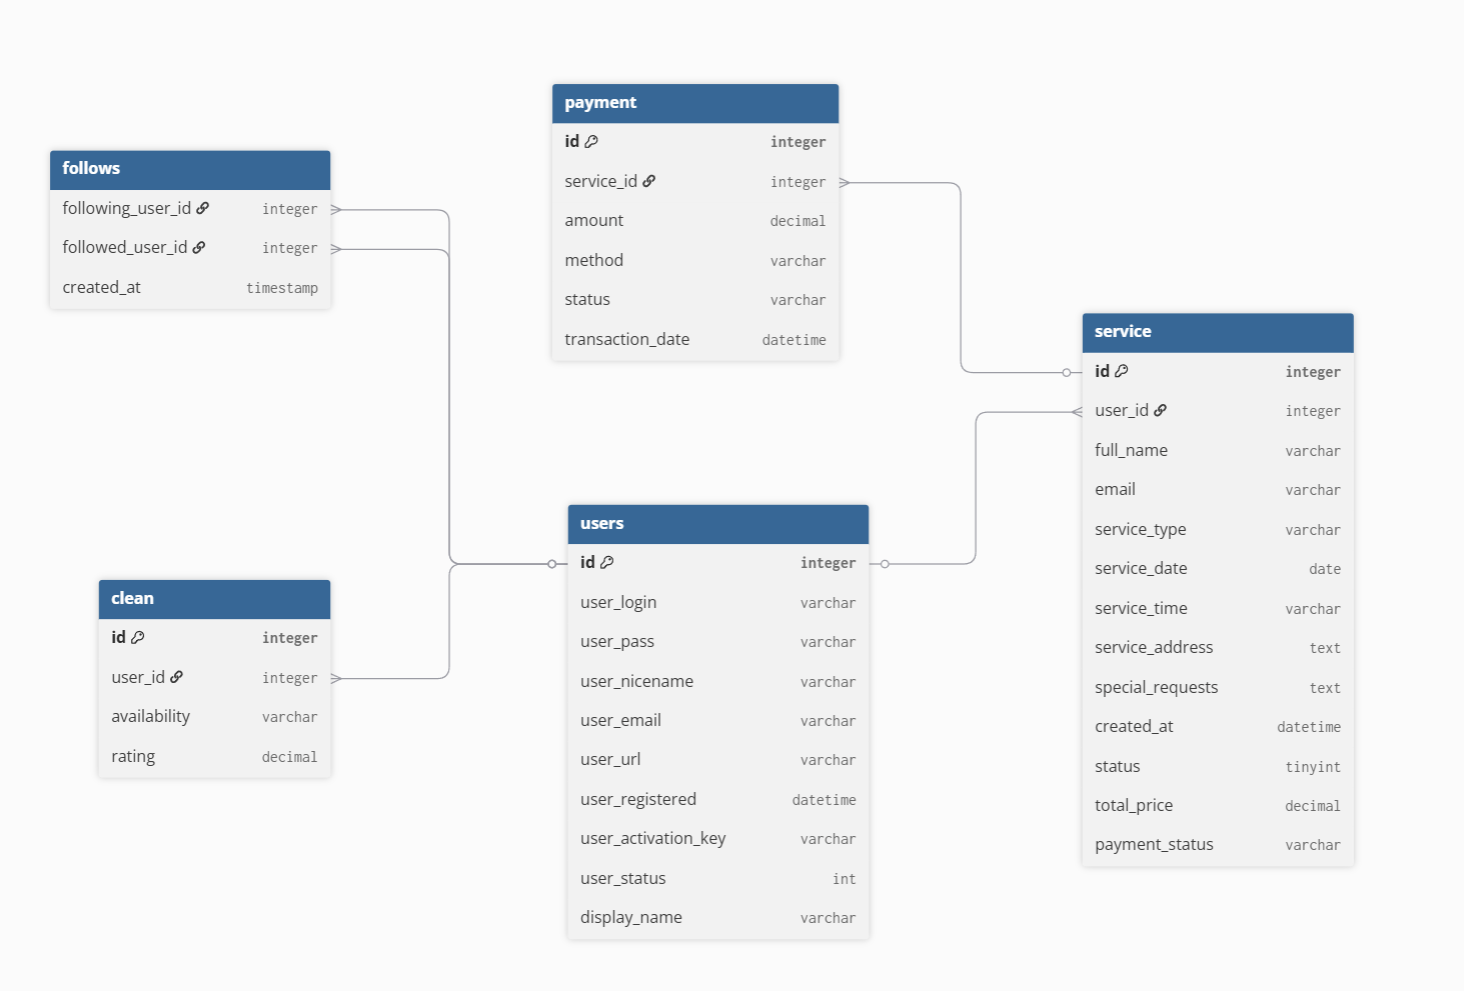 payment
id integer
service_id integer
amount decimal
method varchar
status varchar
transaction_date datetime
follows
following_user_id integer
followed_user_id integer
created_at timestamp
service
id integer
user_id integer
full_name varchar
email varchar
service_type varchar
service_date date
service_time varchar
service_address text
special_requests text
created_at datetime
status tinyint
total_price decimal
payment_status varchar
users
id integer
user_login varchar
user_pass varchar
user_nicename varchar
user_email varchar
user_url varchar
user_registered datetime
user_activation_key varchar
user_status int
display_name varchar
clean
id integer
user_id integer
availability varchar
rating decimal